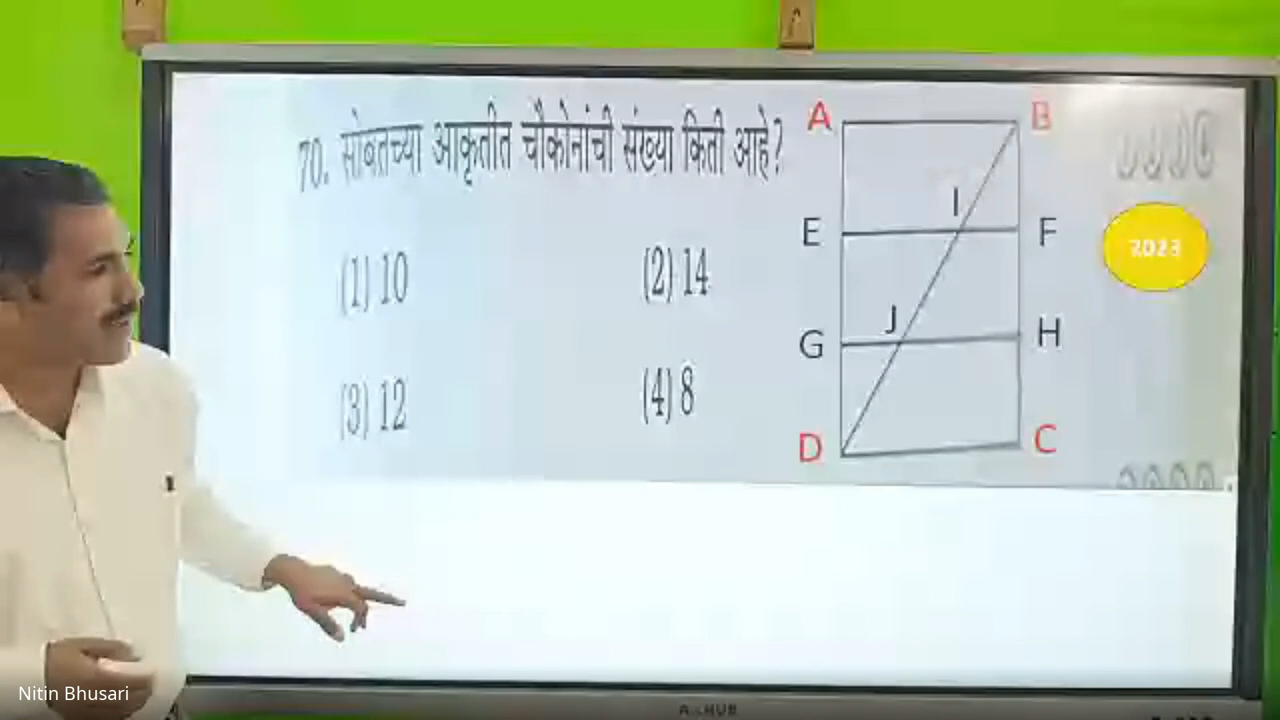 70. सोबतच्या आकृतीत चौकोनांची संख्या किती आहे?
(1) 10 (2) 14
(3) 12 (4) 8
A B
I
E F
J
G H
D C
2023
Nitin Bhusari